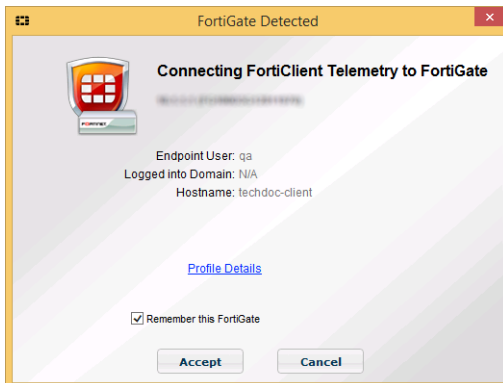 FortiGate Detected
Connecting FortiClient Telemetry to FortiGate
Endpoint User: qa
Logged into Domain: N/A
Hostname: techdoc-client
Profile Details
Remember this FortiGate
Accept Cancel